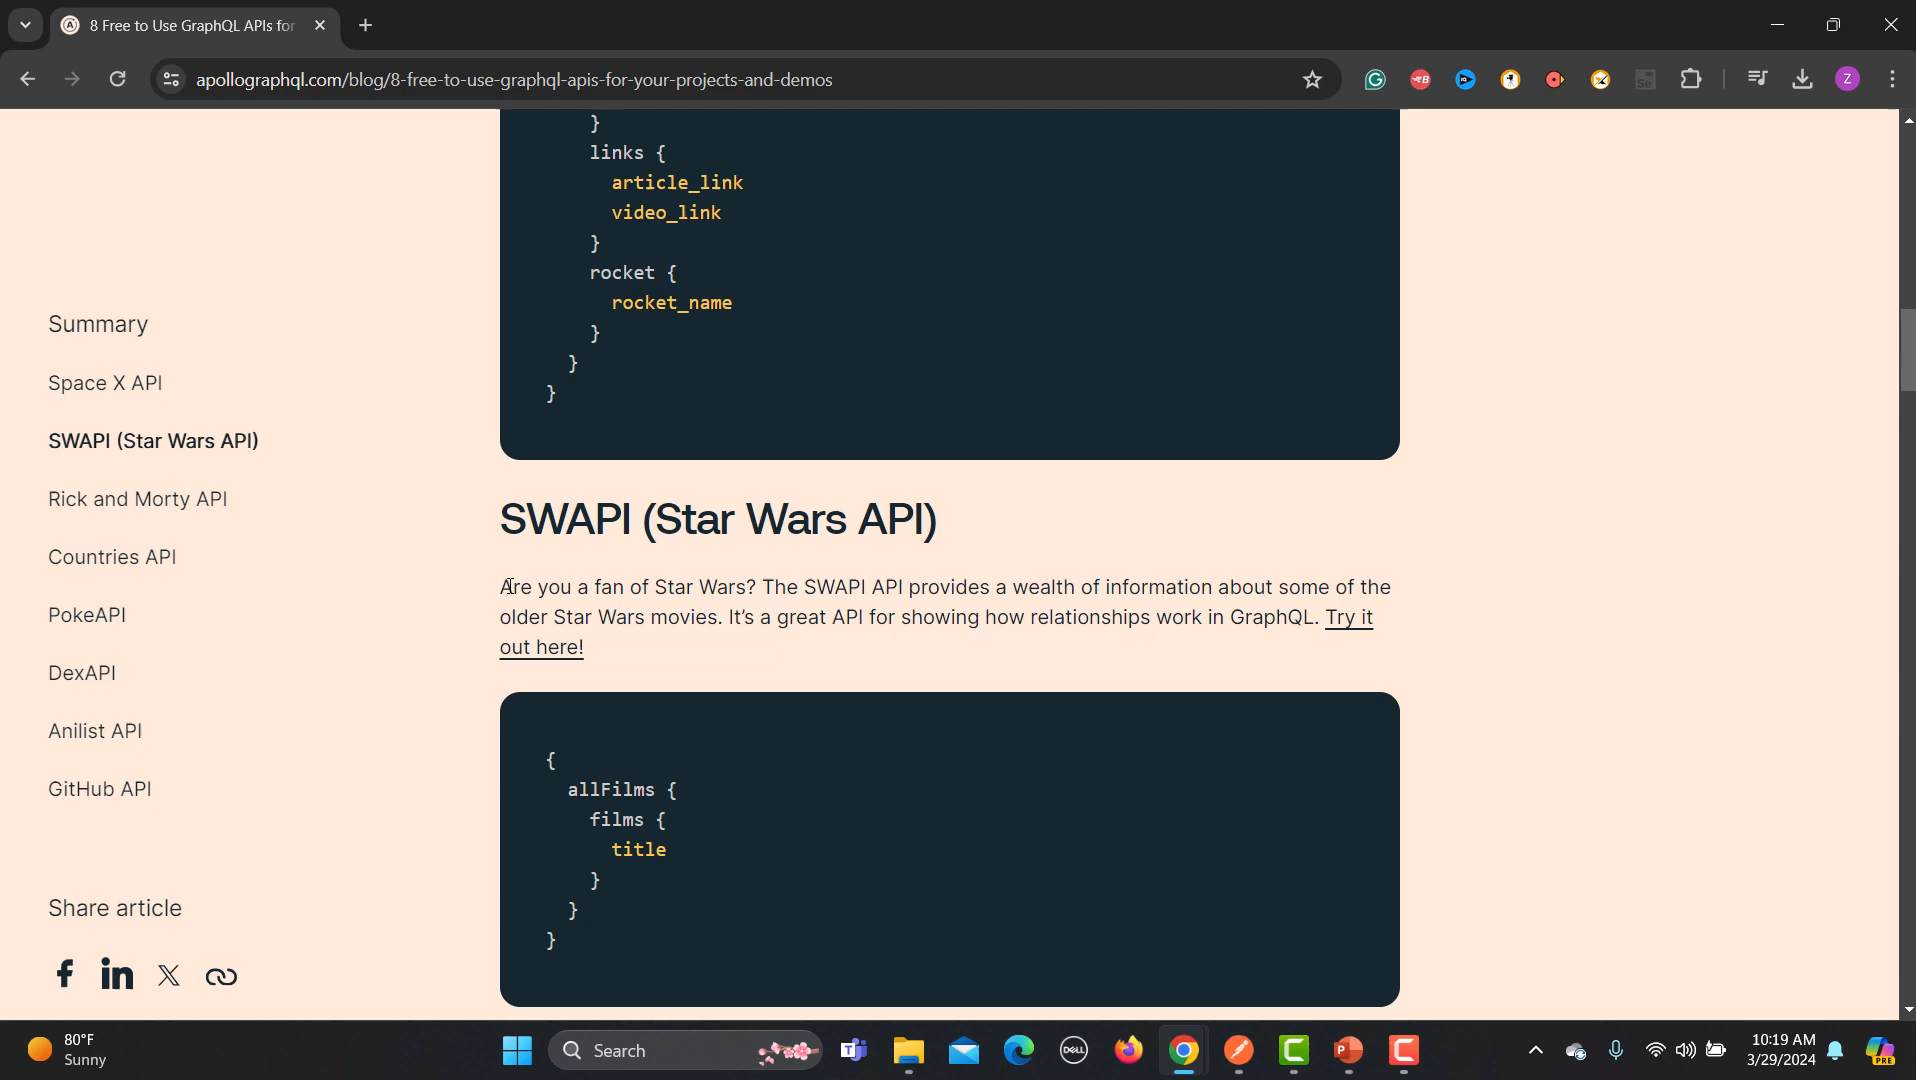 8 Free to Use GraphQL APIs for
apollographql.com/blog/8-free-to-use-graphql-apis-for-your-projects-and-demos
Z
}
links {
article_link
video_link
}
rocket {
rocket_name
}
}
}
Summary
Space X API
SWAPI (Star Wars API)
Rick and Morty API
Countries API
PokeAPI
DexAPI
Anilist API
GitHub API
Share article
SWAPI (Star Wars API)
Are you a fan of Star Wars? The SWAPI API provides a wealth of information about some of the
older Star Wars movies. It’s a great API for showing how relationships work in GraphQL. Try it
out here!
{
allFilms {
films {
title
}
}
}
80°F
Sunny
Search
DELL
10:19 AM
3/29/2024
PRE